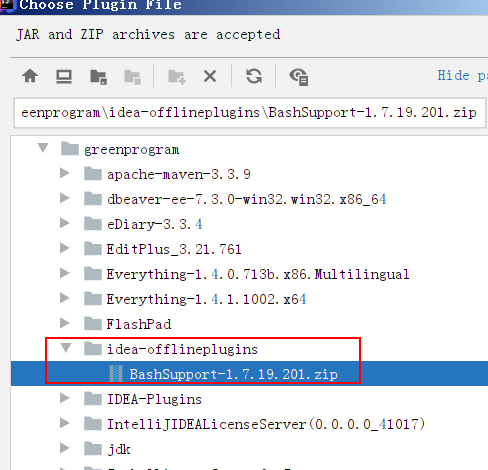 Choose Plugin File
JAR and ZIP archives are accepted
Hide pa
eenprogram\idea-offlineplugins\BashSupport-1.7.19.201.zip
greenprogram
apache-maven-3.3.9
dbeaver-ee-7.3.0-win32.win32.x86_64
eDiary-3.3.4
EditPlus_3.21.761
Everything-1.4.0.713b.x86.Multilingual
Everything-1.4.1.1002.x64
FlashPad
idea-offlineplugins
BashSupport-1.7.19.201.zip
IDEA-Plugins
IntelliJIDEALicenseServer(0.0.0.0_41017)
jdk